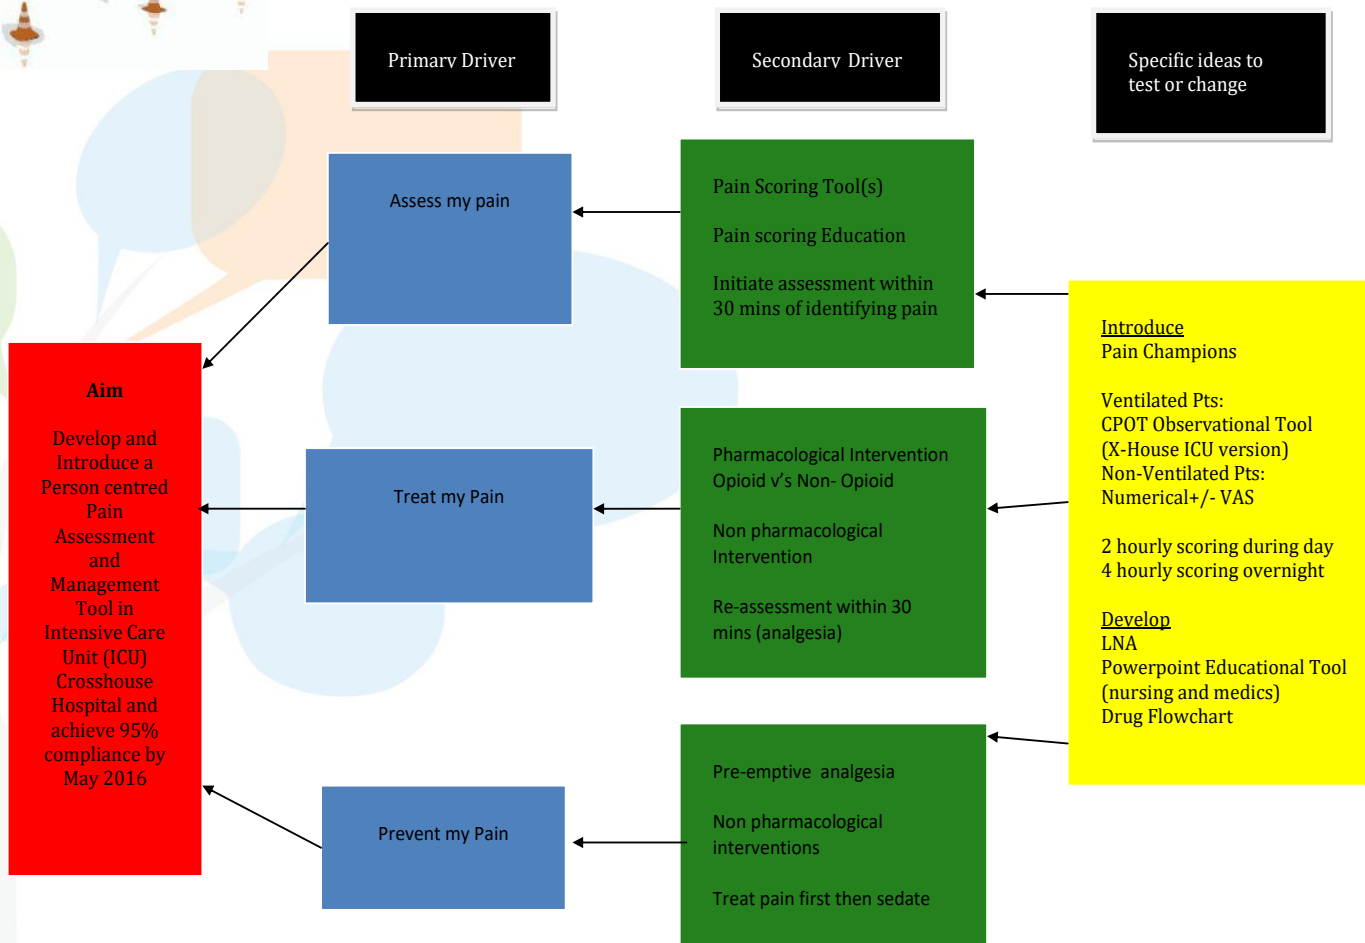 Primary Driver
Secondary Driver
Specific ideas to
test or change
Aim
Develop and
Introduce a
Person centred
Pain
Assessment
and
Management
Tool in
Intensive Care
Unit (ICU)
Crosshouse
Hospital and
achieve 95%
compliance by
May 2016
Assess my pain
Treat my Pain
Prevent my Pain
Pain Scoring Tool(s)
Pain scoring Education
Initiate assessment within
30 mins of identifying pain
Pharmacological Intervention
Opioid v's Non- Opioid
Non pharmacological
Intervention
Re-assessment within 30
mins (analgesia)
Pre-emptive analgesia
Non pharmacological
interventions
Treat pain first then sedate
Introduce
Pain Champions
Ventilated Pts:
CPOT Observational Tool
(X-House ICU version)
Non-Ventilated Pts:
Numerical+/- VAS
2 hourly scoring during day
4 hourly scoring overnight
Develop
LNA
Powerpoint Educational Tool
(nursing and medics)
Drug Flowchart